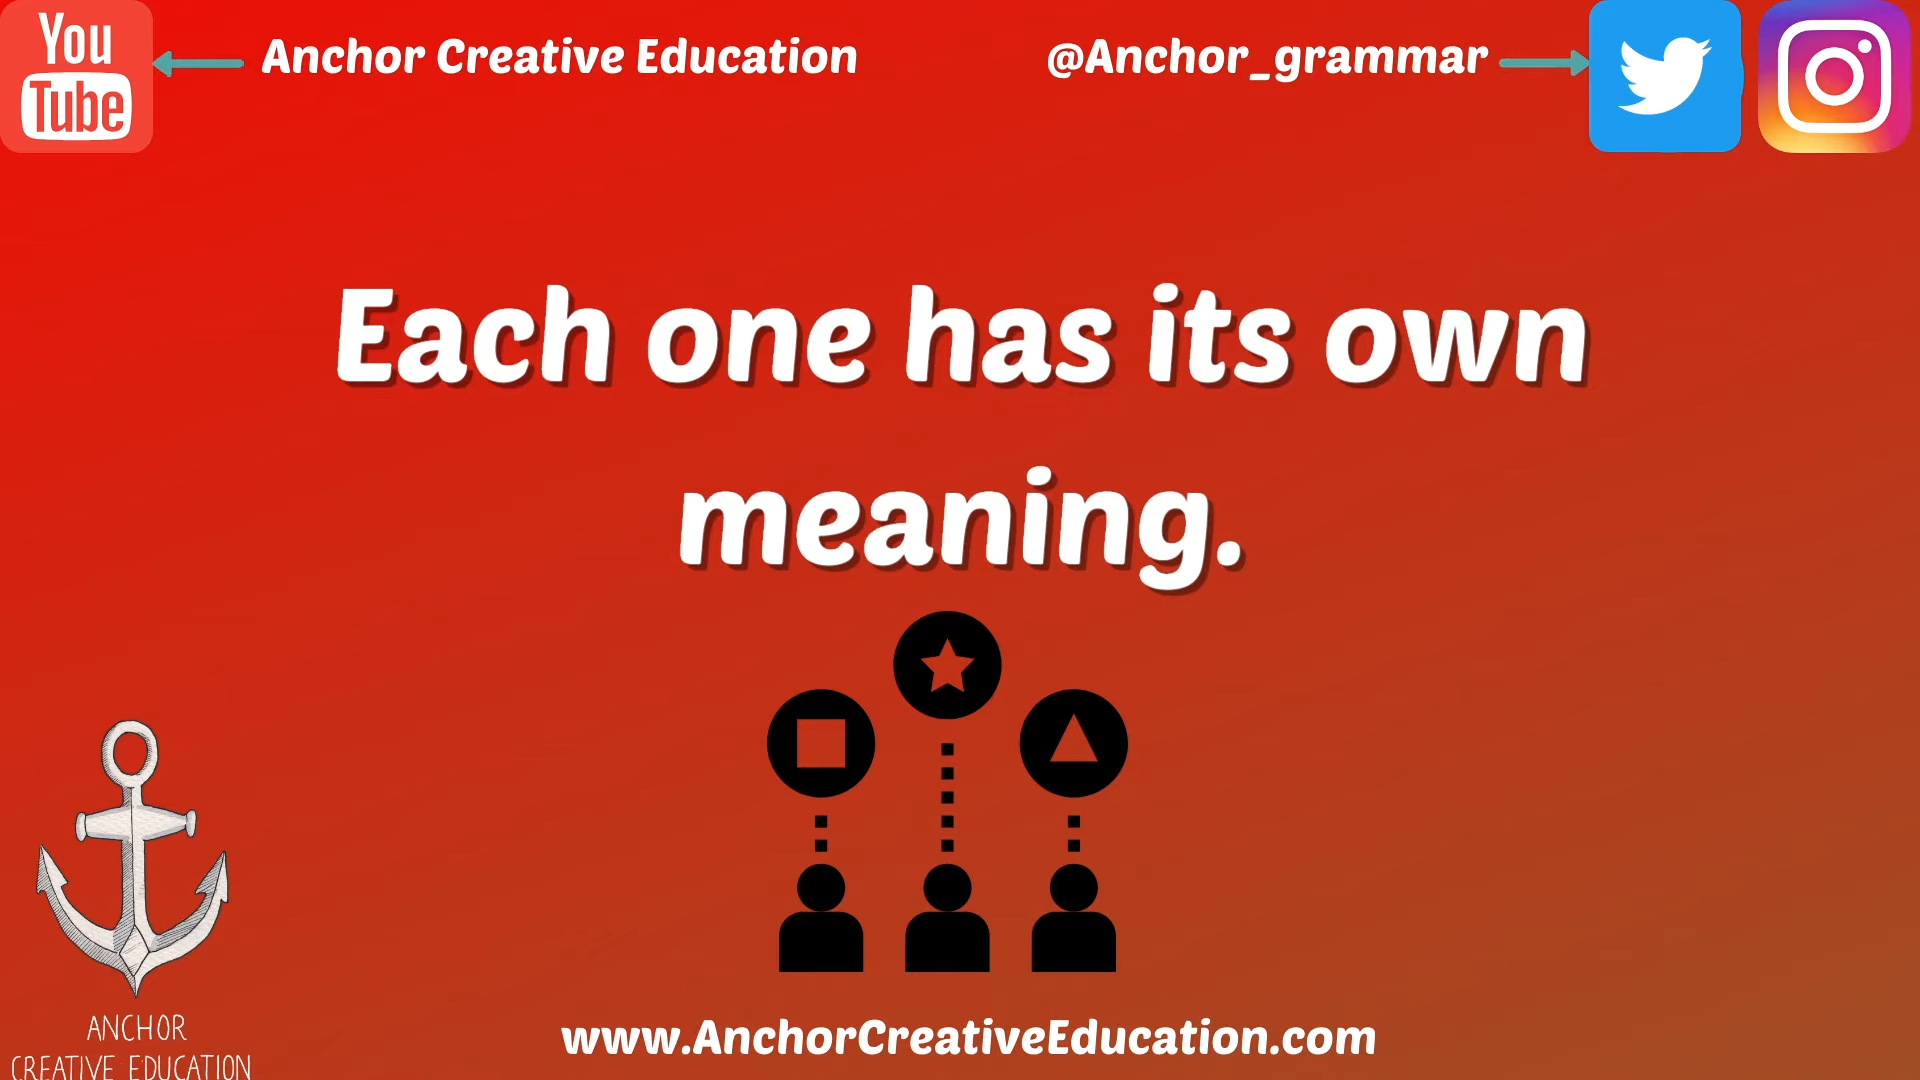 You
Tube
Anchor Creative Education
@Anchor_grammar
Each one has its own
meaning.
ANCHOR
CREATIVE EDUCATION
www.AnchorCreativeEducation.com